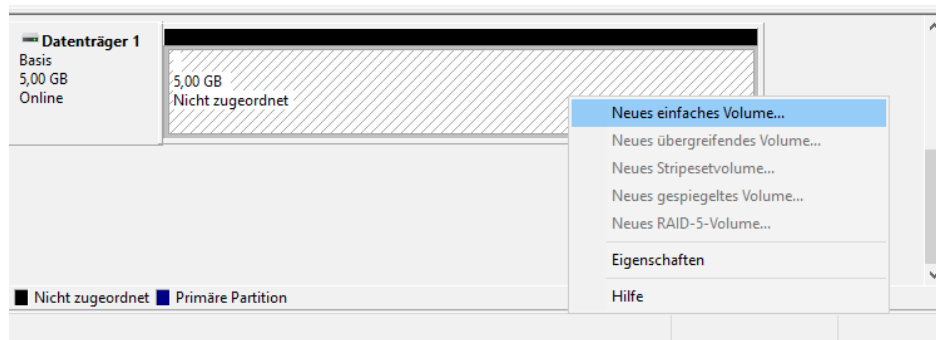 Datenträger 1
Basis
5,00 GB
Online
5,00 GB
Nicht zugeordnet
Neues einfaches Volume...
Neues übergreifendes Volume...
Neues Stripesetvolume...
Neues gespiegeltes Volume...
Neues RAID-5-Volume...
Eigenschaften
Hilfe
Nicht zugeordnet Primäre Partition